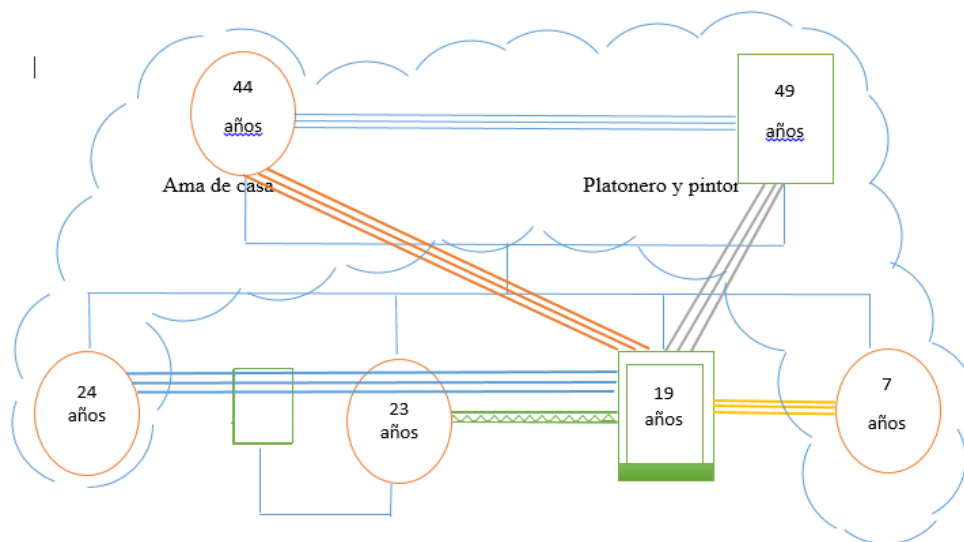 44
años
49
años
Ama de casa
Platonero y pintor
24
años
23
años
19
años
7
años